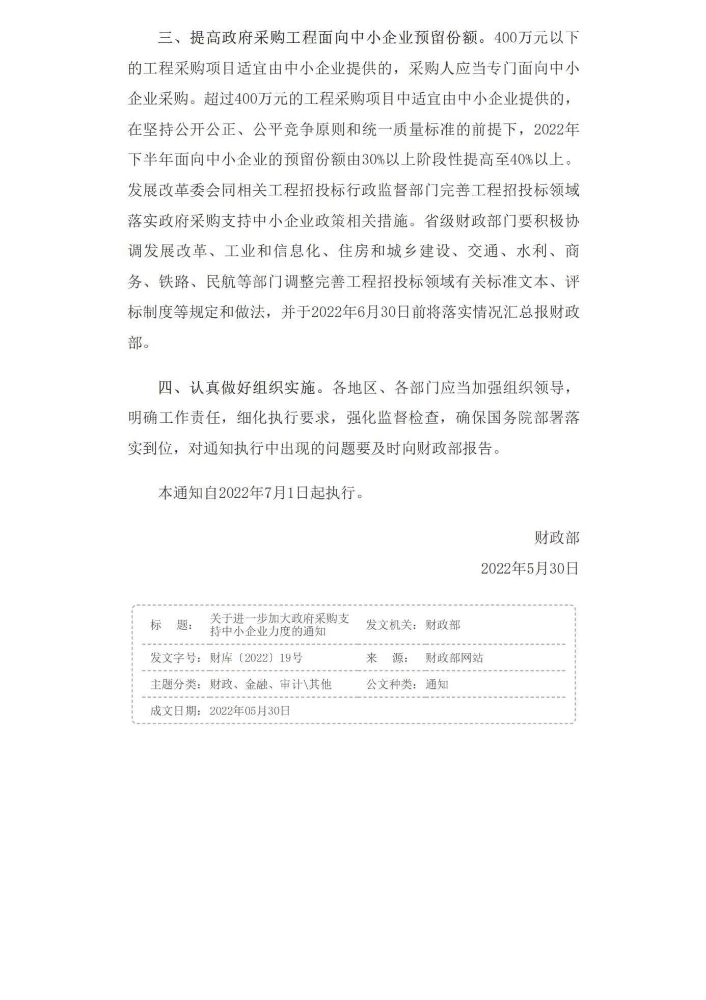 三、提高政府采购工程面向中小企业预留份额。400万元以下
的工程采购项目适宜由中小企业提供的，采购人应当专门面向中小
企业采购。超过400万元的工程采购项目中适宜由中小企业提供的，
在坚持公开公正、公平竞争原则和统一质量标准的前提下，2022年
下半年面向中小企业的预留份额由30%以上阶段性提高至40%以上。
发展改革委会同相关工程招投标行政监督部门完善工程招投标领域
落实政府采购支持中小企业政策相关措施。省级财政部门要积极协
调发展改革、工业和信息化、住房和城乡建设、交通、水利、商
务、铁路、民航等部门调整完善工程招投标领域有关标准文本、评
标制度等规定和做法，并于2022年6月30日前将落实情况汇总报财政
部。
四、认真做好组织实施。各地区、各部门应当加强组织领导，
明确工作责任，细化执行要求，强化监督检查，确保国务院部署落
实到位，对通知执行中出现的问题要及时向财政部报告。
本通知自2022年7月1日起执行。
财政部
2022年5月30日
标 题： 关于进一步加大政府采购支 发文机关： 财政部
持中小企业力度的通知
发文字号： 财库〔2022〕19号 来 源： 财政部网站
主题分类： 财政、金融、审计\其他 公文种类： 通知
成文日期： 2022年05月30日